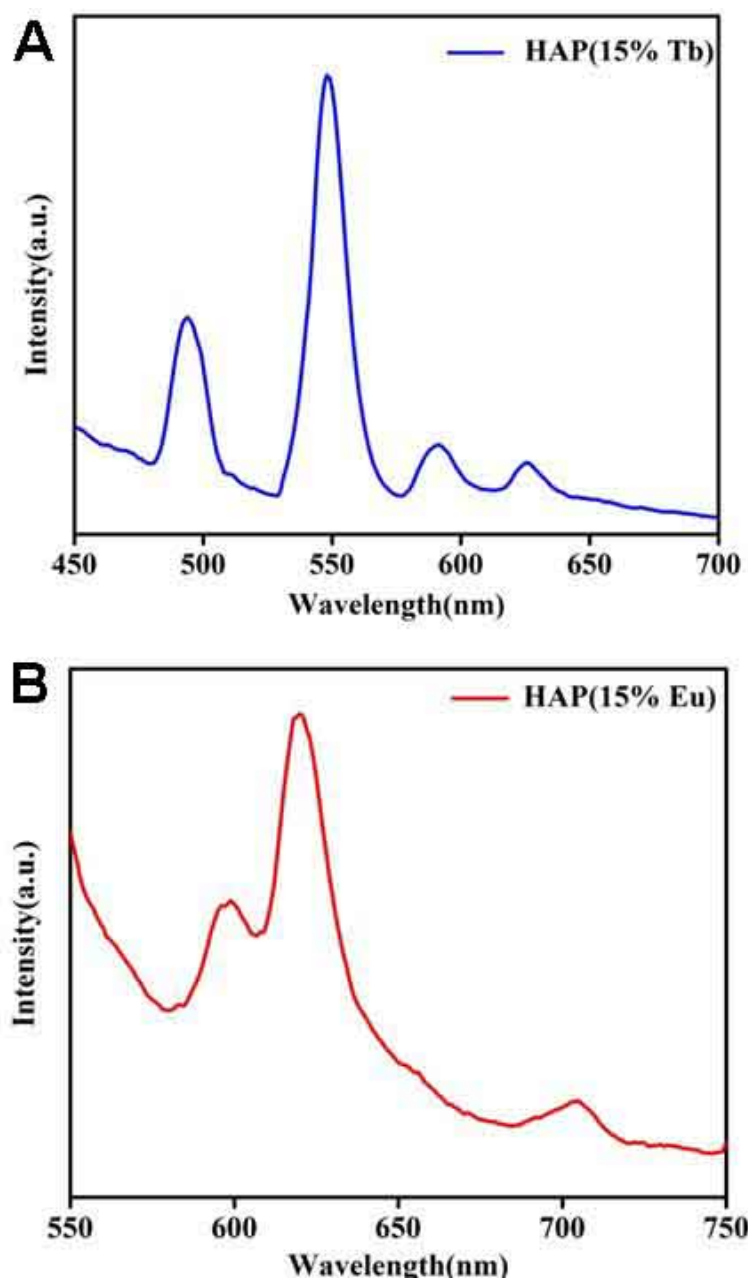 A
HAP(15% Tb)
Intensity(a.u.)
450 500 550 600 650 700
Wavelength(nm)
B
HAP(15% Eu)
Intensity(a.u.)
550 600 650 700 750
Wavelength(nm)